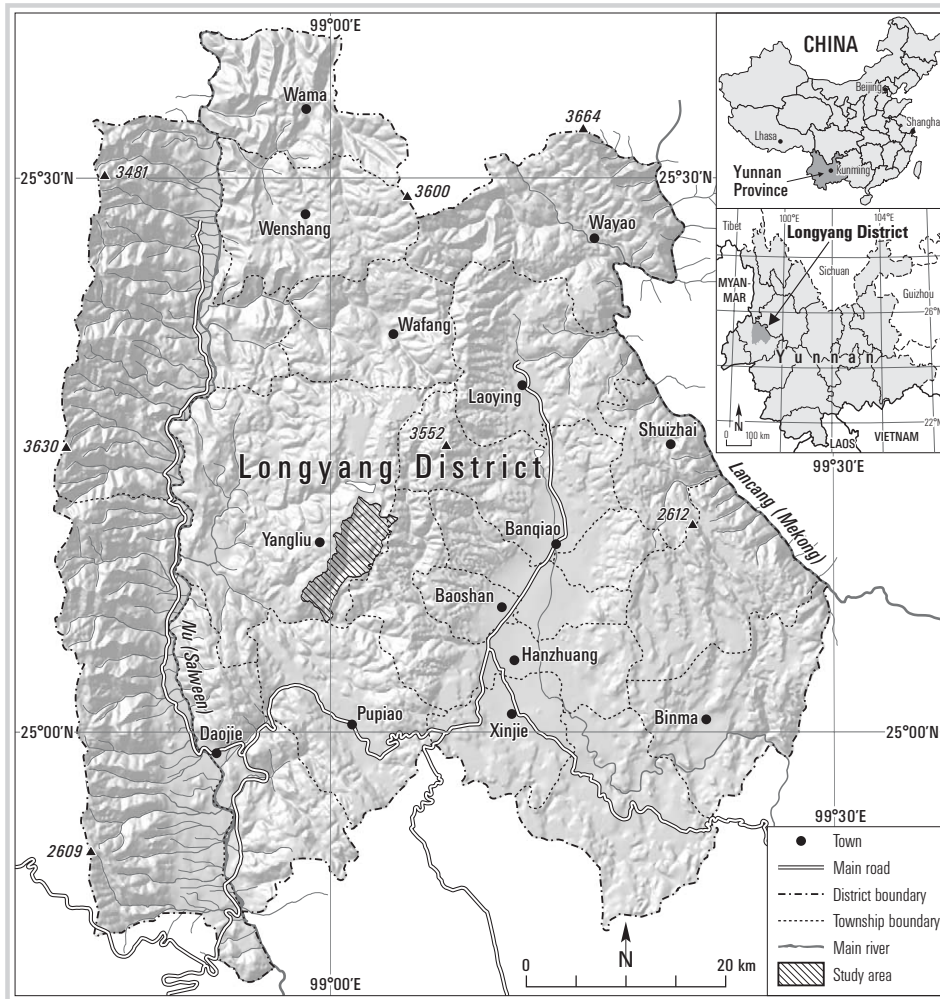 99°00'E
Wama
3664
3481
25°30'N
3600
25°30'N
Wenshang
Wayao
Wafang
Laoying
Shuizhai
3630
3552
Longyang District
99°30'E
Lancang (Mekong)
2612
Yangliu
Banqiao
Baoshan
Nu (Salween)
Hanzhuang
Pupiao
Xinjie
Binma
25°00'N
Daojie
25°00'N
2609
99°30'E
99°00'E
N
0 20 km
CHINA
Beijing
Shanghai
Lhasa
Yunnan
Province
Kunming
100°E
104°E
Tibet
Longyang District
Sichuan
MYAN-
MAR
Guizhou
26°N
Yunnan
N
0 100 km
22°N
LAOS
VIETNAM
Town
Main road
District boundary
Township boundary
Main river
Study area